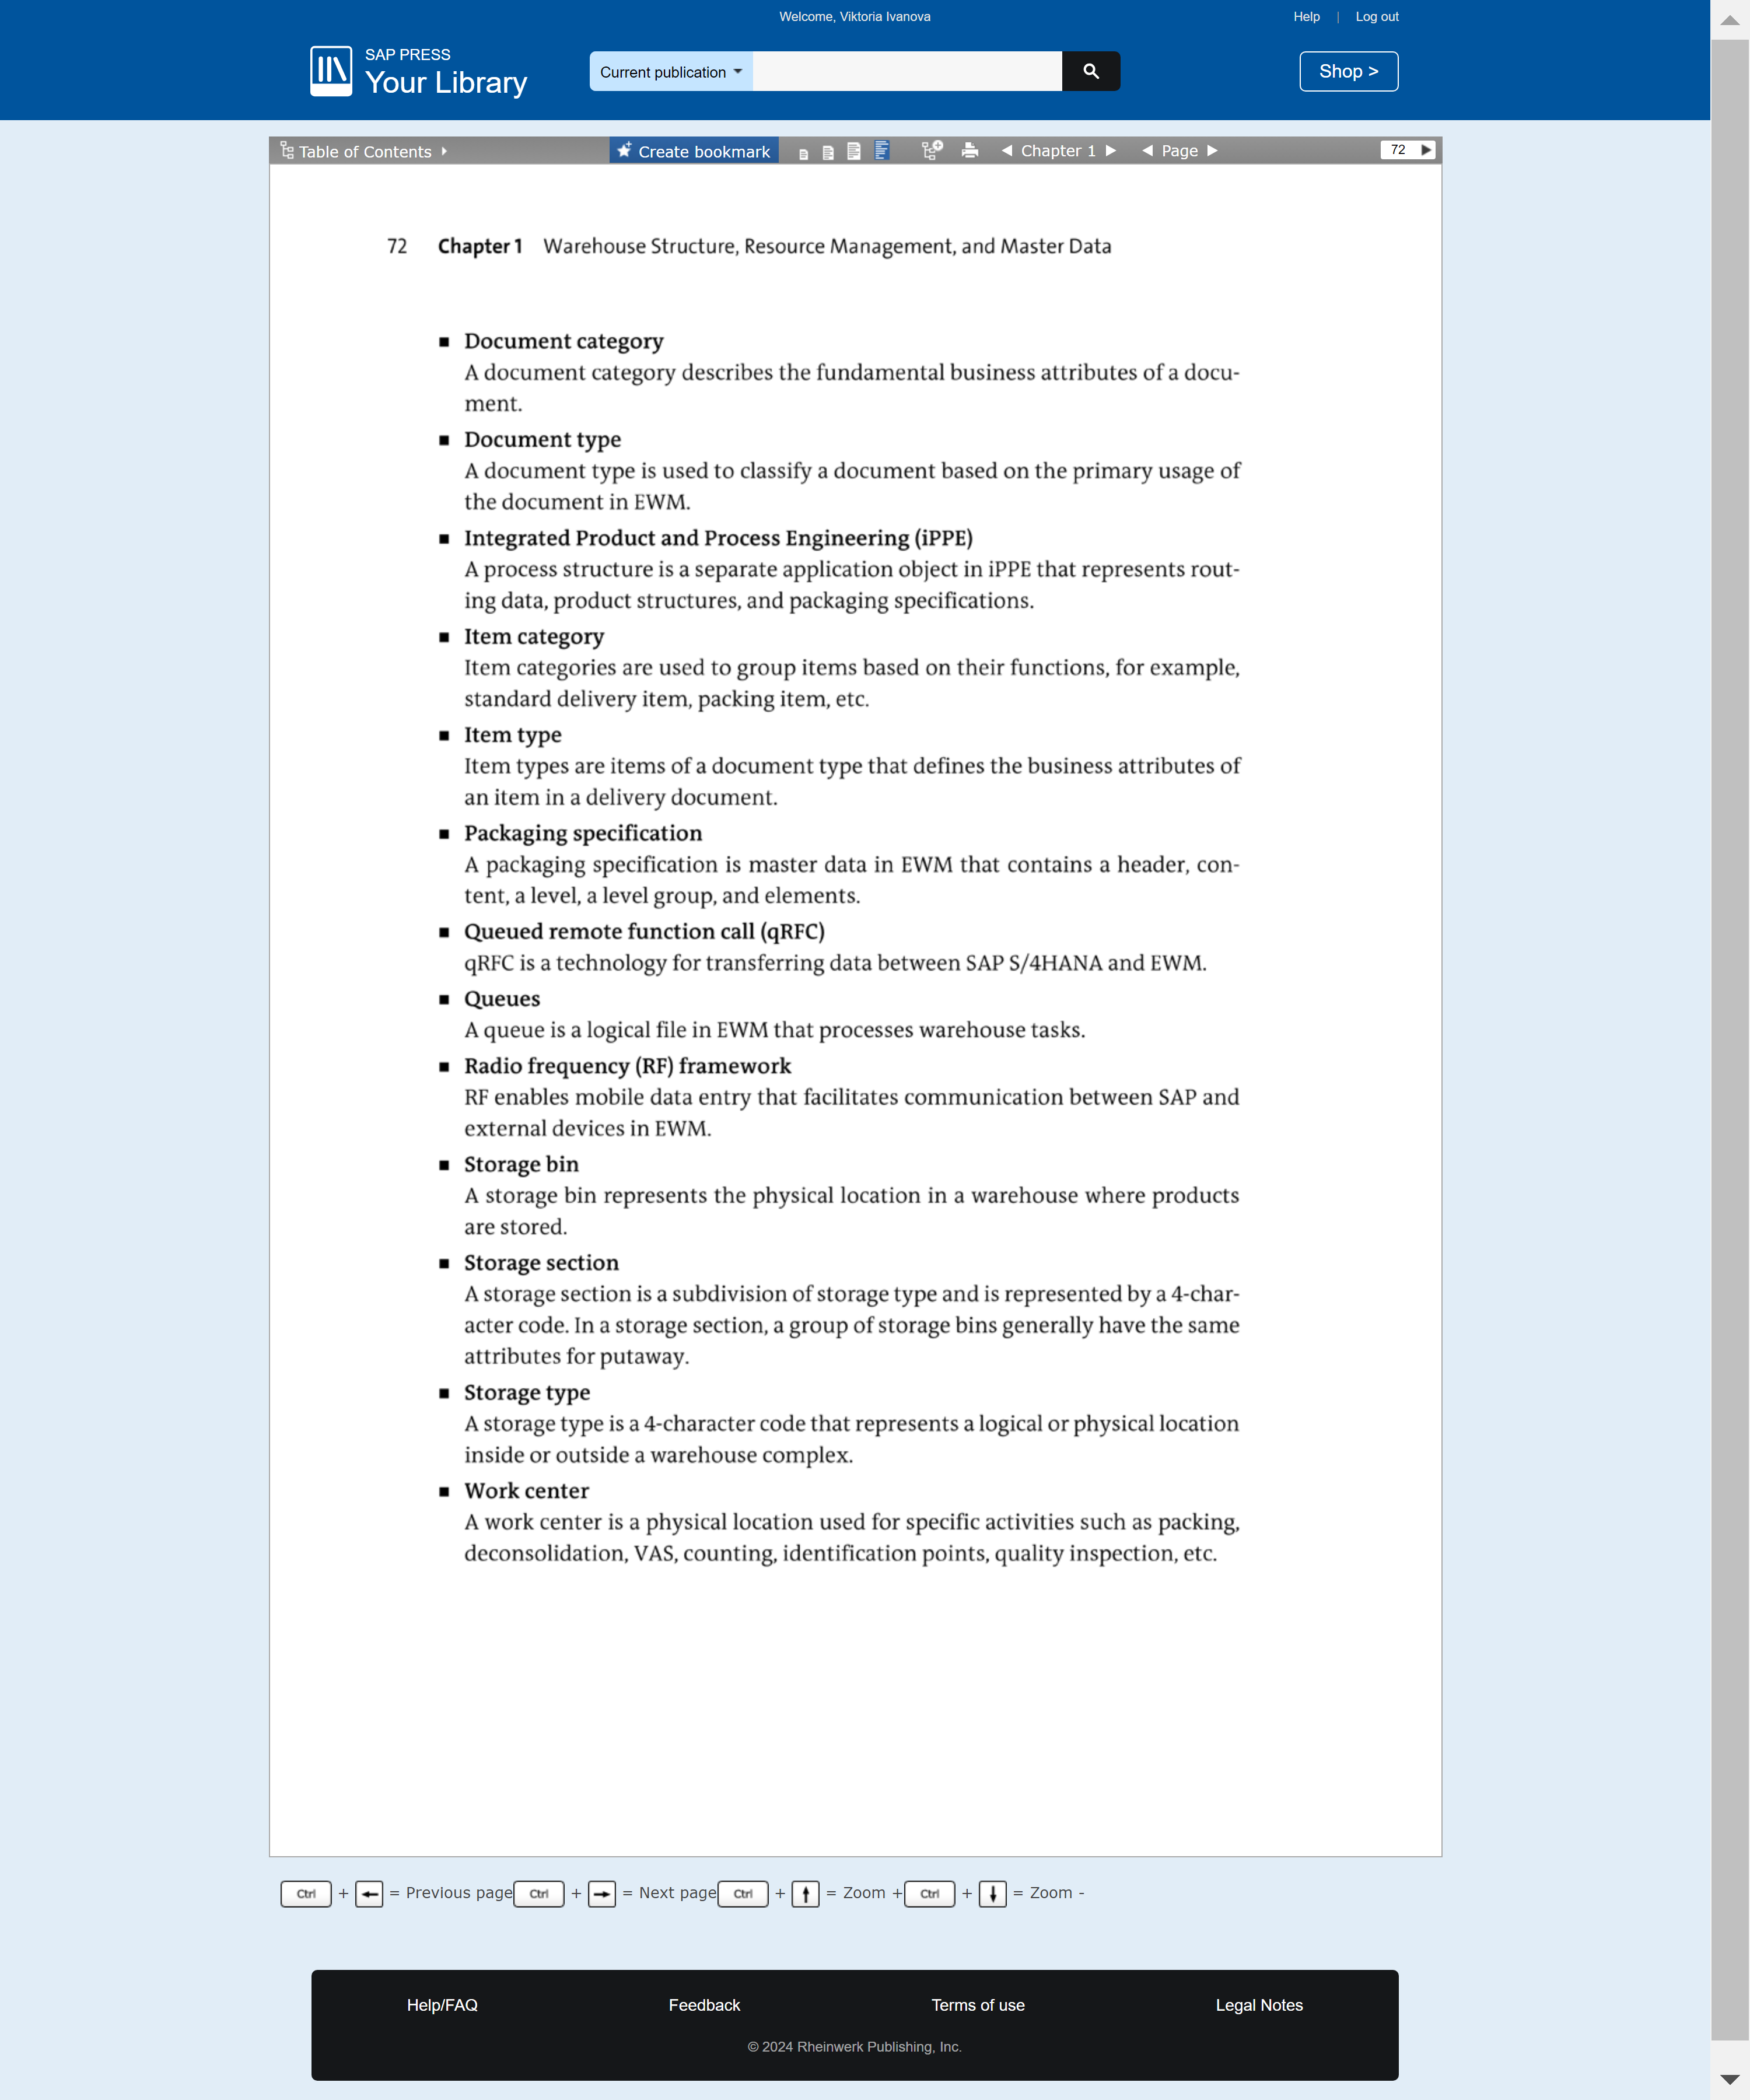 Welcome, Viktoria Ivanova
Help | Log out
SAP PRESS
Your Library
Current publication
Shop >
Table of Contents
Create bookmark
Chapter 1
Page
72
72 Chapter 1 Warehouse Structure, Resource Management, and Master Data
■ Document category
A document category describes the fundamental business attributes of a docu-
ment.
■ Document type
A document type is used to classify a document based on the primary usage of
the document in EWM.
■ Integrated Product and Process Engineering (iPPE)
A process structure is a separate application object in iPPE that represents rout-
ing data, product structures, and packaging specifications.
■ Item category
Item categories are used to group items based on their functions, for example,
standard delivery item, packing item, etc.
■ Item type
Item types are items of a document type that defines the business attributes of
an item in a delivery document.
■ Packaging specification
A packaging specification is master data in EWM that contains a header, con-
tent, a level, a level group, and elements.
■ Queued remote function call (qRFC)
qRFC is a technology for transferring data between SAP S/4HANA and EWM.
■ Queues
A queue is a logical file in EWM that processes warehouse tasks.
■ Radio frequency (RF) framework
RF enables mobile data entry that facilitates communication between SAP and
external devices in EWM.
■ Storage bin
A storage bin represents the physical location in a warehouse where products
are stored.
■ Storage section
A storage section is a subdivision of storage type and is represented by a 4-char-
acter code. In a storage section, a group of storage bins generally have the same
attributes for putaway.
■ Storage type
A storage type is a 4-character code that represents a logical or physical location
inside or outside a warehouse complex.
■ Work center
A work center is a physical location used for specific activities such as packing,
deconsolidation, VAS, counting, identification points, quality inspection, etc.
Ctrl + ← = Previous page Ctrl + → = Next page Ctrl + ↑ = Zoom + Ctrl + ↓ = Zoom -
Help/FAQ Feedback Terms of use Legal Notes
© 2024 Rheinwerk Publishing, Inc.